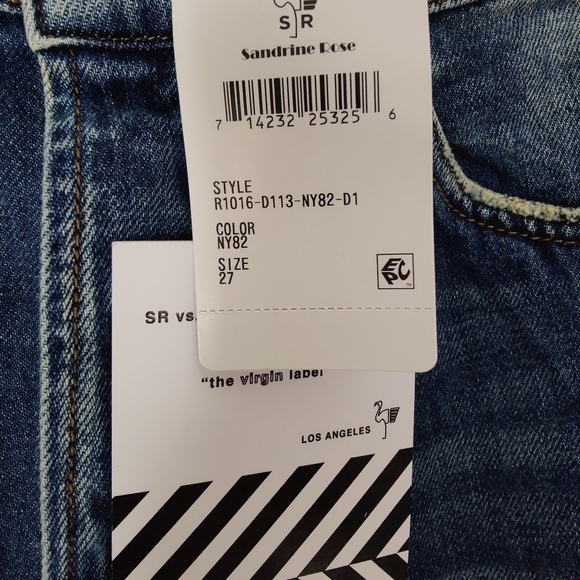 S R
Sandrine Rose
7 14232 25325 6
STYLE
R1016-D113-NY82-D1
COLOR
NY82
SIZE
27
EPC
SR vs.
"the virgin label
LOS ANGELES